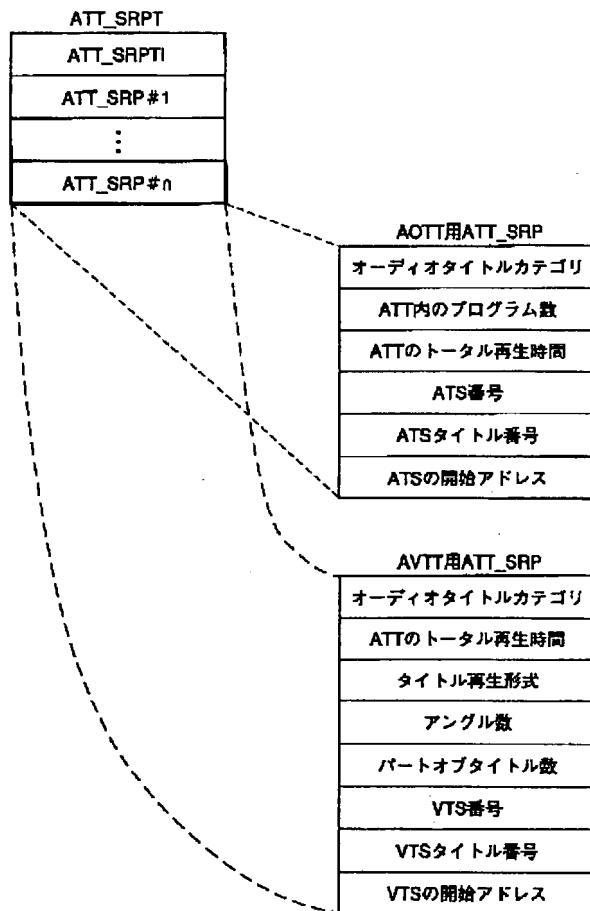 ATT_SRPT
ATT_SRPTI
ATT_SRP#1
⋮
ATT_SRP#n
AOTT用ATT_SRP
オーディオタイトルカテゴリ
ATT内のプログラム数
ATTのトータル再生時間
ATS番号
ATSタイトル番号
ATSの開始アドレス
AVTT用ATT_SRP
オーディオタイトルカテゴリ
ATTのトータル再生時間
タイトル再生形式
アングル数
パートオブタイトル数
VTS番号
VTSタイトル番号
VTSの開始アドレス